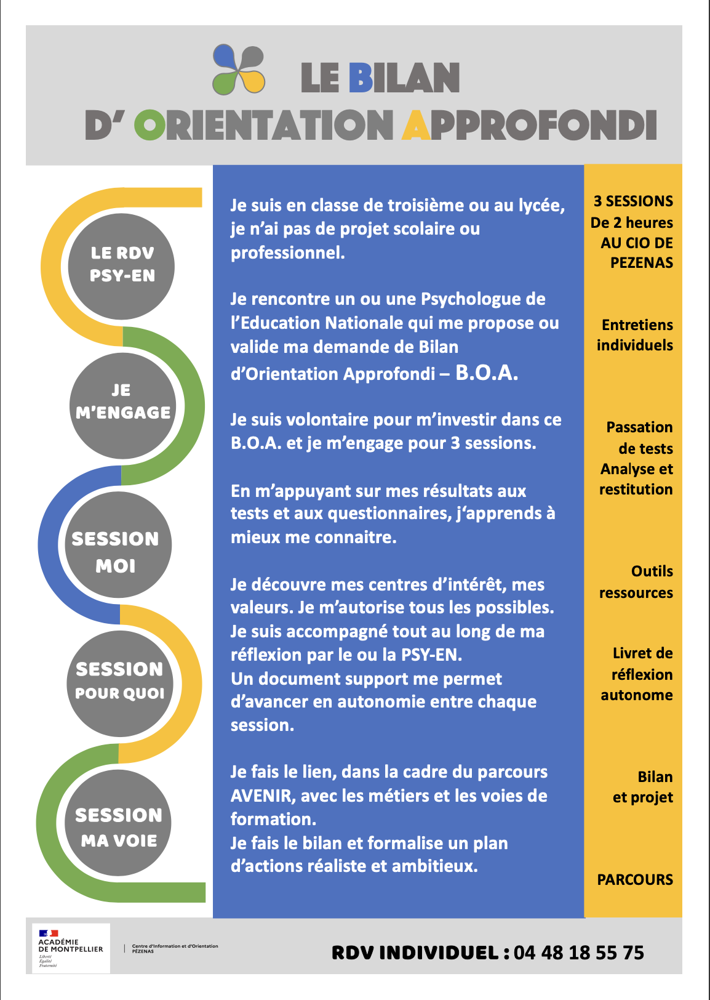 LE BILAN
D' ORIENTATION APPROFONDI
LE RDV
PSY-EN
JE
M'ENGAGE
SESSION
MOI
SESSION
POUR QUOI
SESSION
MA VOIE
Je suis en classe de troisième ou au lycée,
je n'ai pas de projet scolaire ou
professionnel.
Je rencontre un ou une Psychologue de
l'Education Nationale qui me propose ou
valide ma demande de Bilan
d'Orientation Approfondi – B.O.A.
Je suis volontaire pour m'investir dans ce
B.O.A. et je m'engage pour 3 sessions.
En m'appuyant sur mes résultats aux
tests et aux questionnaires, j‘apprends à
mieux me connaitre.
Je découvre mes centres d'intérêt, mes
valeurs. Je m'autorise tous les possibles.
Je suis accompagné tout au long de ma
réflexion par le ou la PSY-EN.
Un document support me permet
d'avancer en autonomie entre chaque
session.
Je fais le lien, dans la cadre du parcours
AVENIR, avec les métiers et les voies de
formation.
Je fais le bilan et formalise un plan
d'actions réaliste et ambitieux.
3 SESSIONS
De 2 heures
AU CIO DE
PEZENAS
Entretiens
individuels
Passation
de tests
Analyse et
restitution
Outils
ressources
Livret de
réflexion
autonome
Bilan
et projet
PARCOURS
ACADÉMIE
DE MONTPELLIER
Liberté
Égalité
Fraternité
Centre d'Information et d'Orientation
PÉZENAS
RDV INDIVIDUEL : 04 48 18 55 75